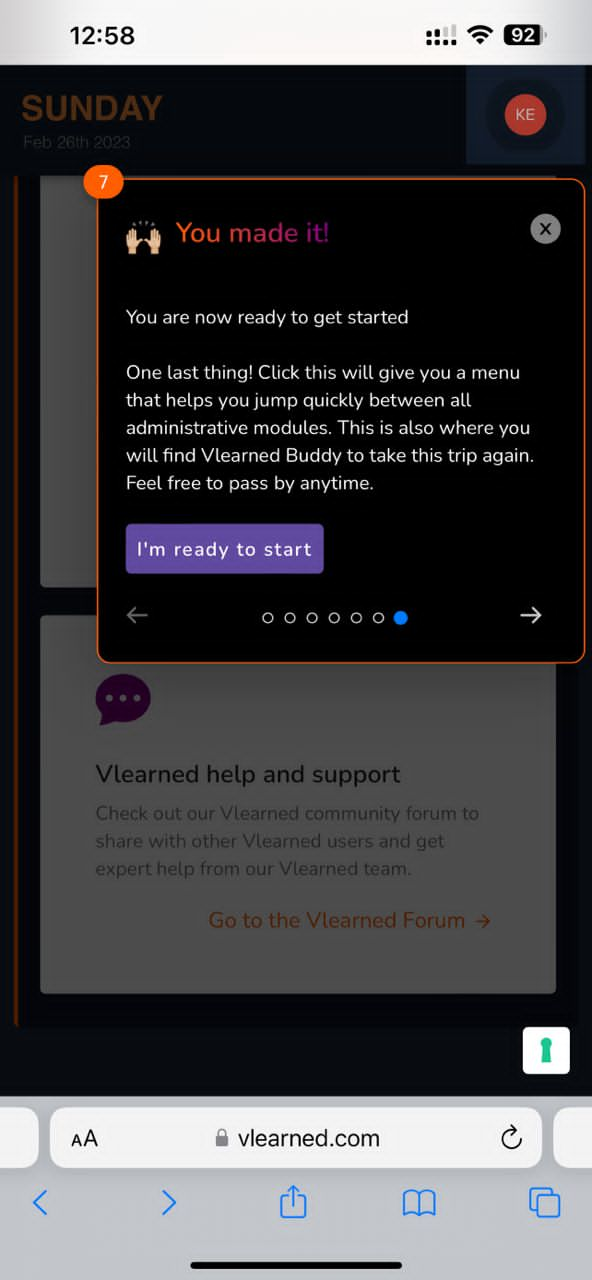 12:58
92
SUNDAY
Feb 26th 2023
KE
7
You made it!
X
You are now ready to get started
One last thing! Click this will give you a menu
that helps you jump quickly between all
administrative modules. This is also where you
will find Vlearned Buddy to take this trip again.
Feel free to pass by anytime.
I'm ready to start
Vlearned help and support
Check out our Vlearned community forum to
share with other Vlearned users and get
expert help from our Vlearned team.
Go to the Vlearned Forum →
AA
vlearned.com